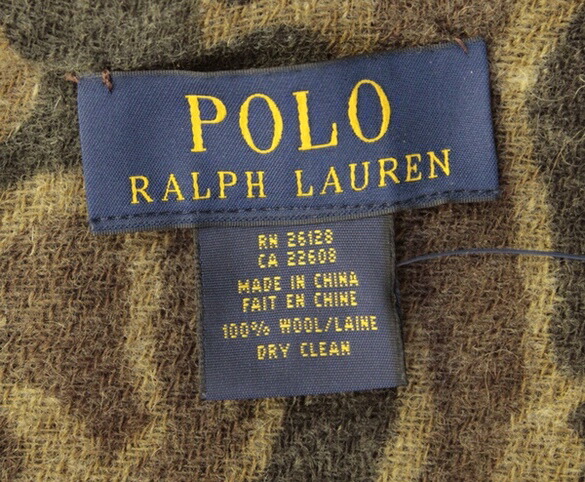 POLO
RALPH LAUREN
RN 26128
CA 22608
MADE IN CHINA
FAIT EN CHINE
100% WOOL/LAINE
DRY CLEAN